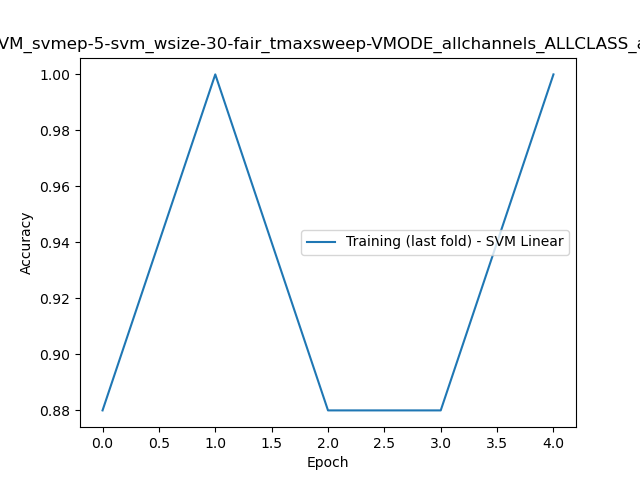 VM_svmep-5-svm_wsize-30-fair_tmaxsweep-VMODE_allchannels_ALLCLASS_a
1.00
0.98
0.96
0.94
0.92
0.90
0.88
Accuracy
Training (last fold) - SVM Linear
0.0 0.5 1.0 1.5 2.0 2.5 3.0 3.5 4.0
Epoch